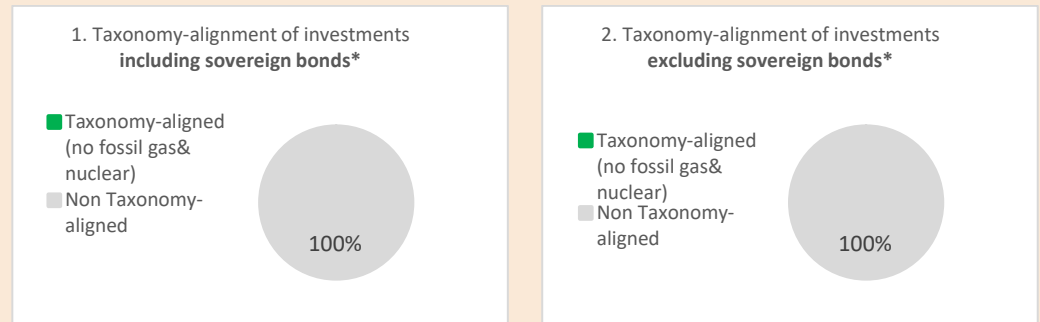 1. Taxonomy-alignment of investments
including sovereign bonds*
Taxonomy-aligned
(no fossil gas&
nuclear)
Non Taxonomy-
aligned
100%
2. Taxonomy-alignment of investments
excluding sovereign bonds*
Taxonomy-aligned
(no fossil gas&
nuclear)
Non Taxonomy-
aligned
100%